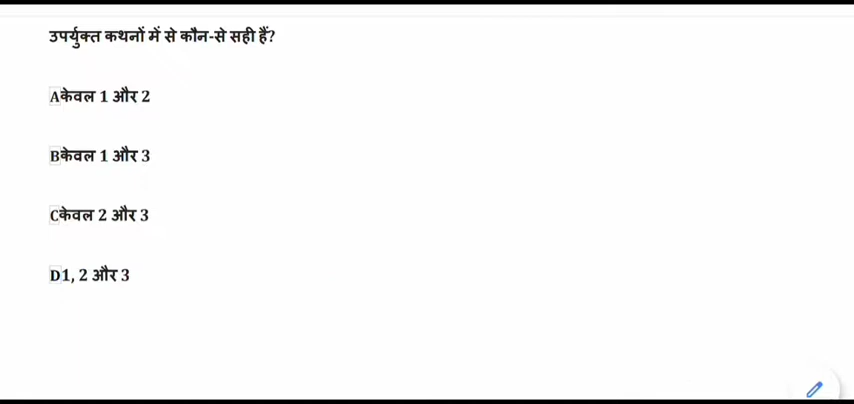 उपर्युक्त कथनों में से कौन-से सही हैं?
Aकेवल 1 और 2
Bकेवल 1 और 3
Cकेवल 2 और 3
D1, 2 और 3